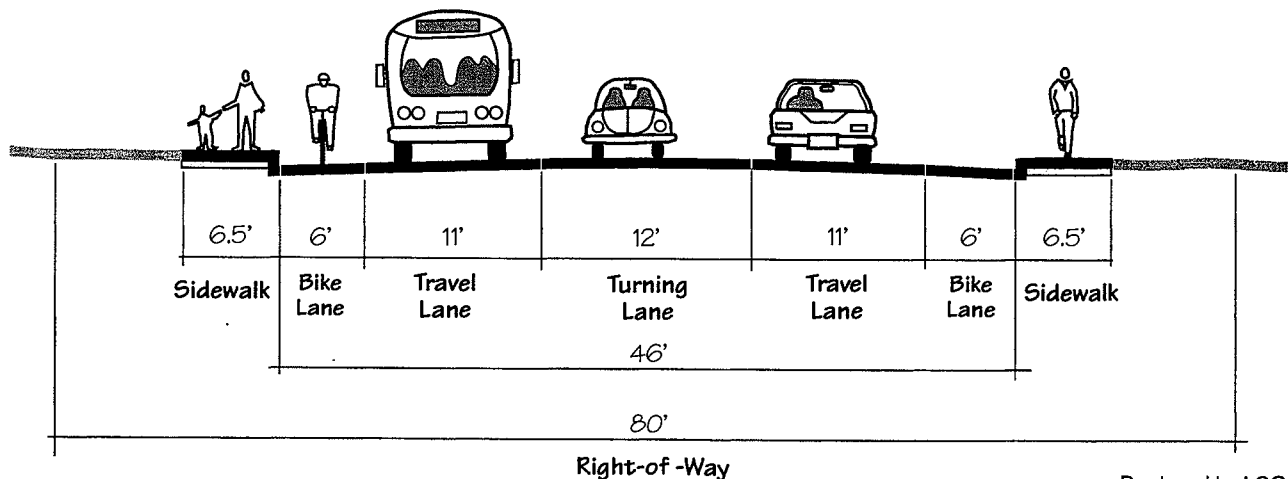 6.5' 6' 11' 12' 11' 6' 6.5'
Sidewalk Bike Lane Travel Lane Turning Lane Travel Lane Bike Lane Sidewalk
46'
80'
Right-of -Way